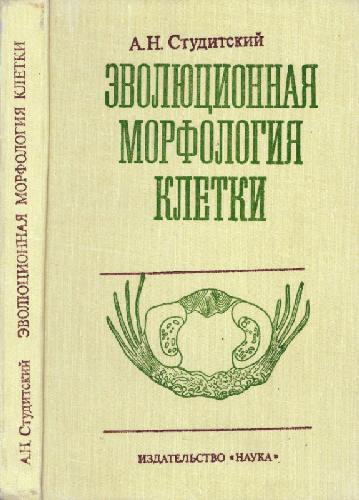 А.Н. Студитский
ЭВОЛЮЦИОННАЯ
МОРФОЛОГИЯ
КЛЕТКИ
ИЗДАТЕЛЬСТВО «НАУКА»
А.Н. Студитский ЭВОЛЮЦИОННАЯ МОРФОЛОГИЯ КЛЕТКИ